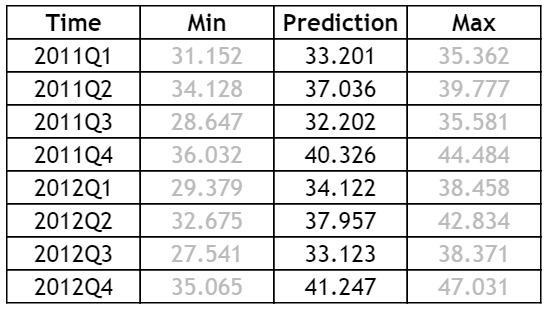 Time Min Prediction Max
2011Q1 31.152 33.201 35.362
2011Q2 34.128 37.036 39.777
2011Q3 28.647 32.202 35.581
2011Q4 36.032 40.326 44.484
2012Q1 29.379 34.122 38.458
2012Q2 32.675 37.957 42.834
2012Q3 27.541 33.123 38.371
2012Q4 35.065 41.247 47.031